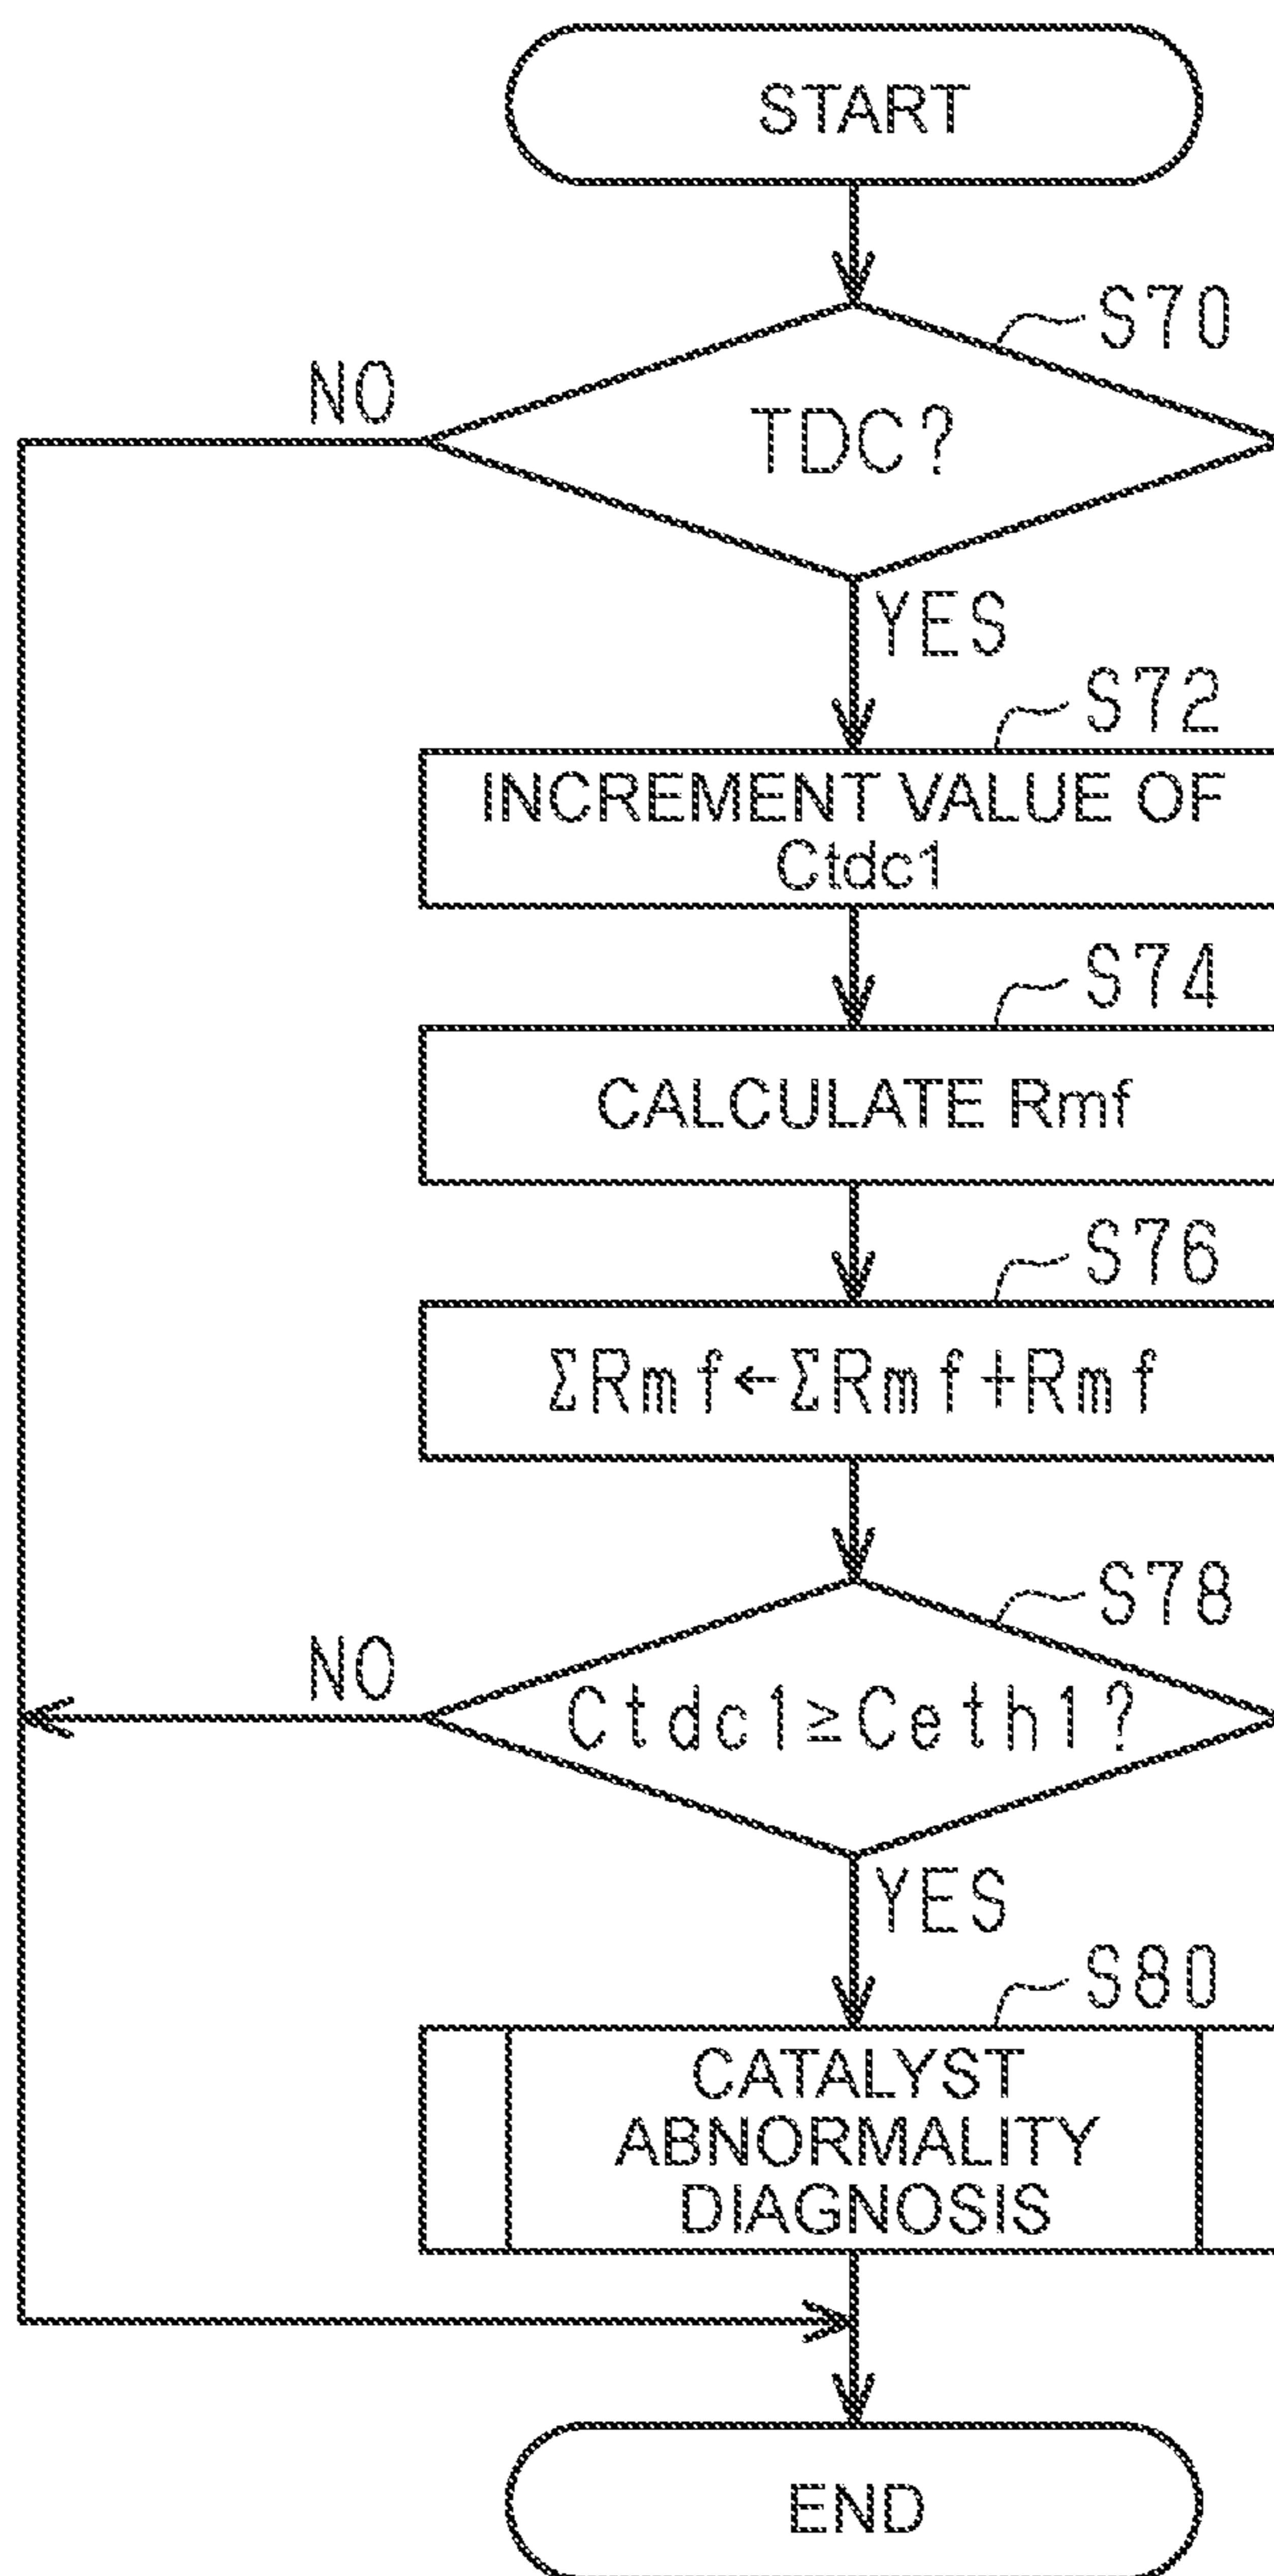 START
S70
NO
TDC?
YES
S72
INCREMENT VALUE OF
Ctdc1
S74
CALCULATE Rmf
S76
ΣRmf←ΣRmf+Rmf
S78
NO
Ctdc1≥Ceth1?
YES
S80
CATALYST
ABNORMALITY
DIAGNOSIS
END